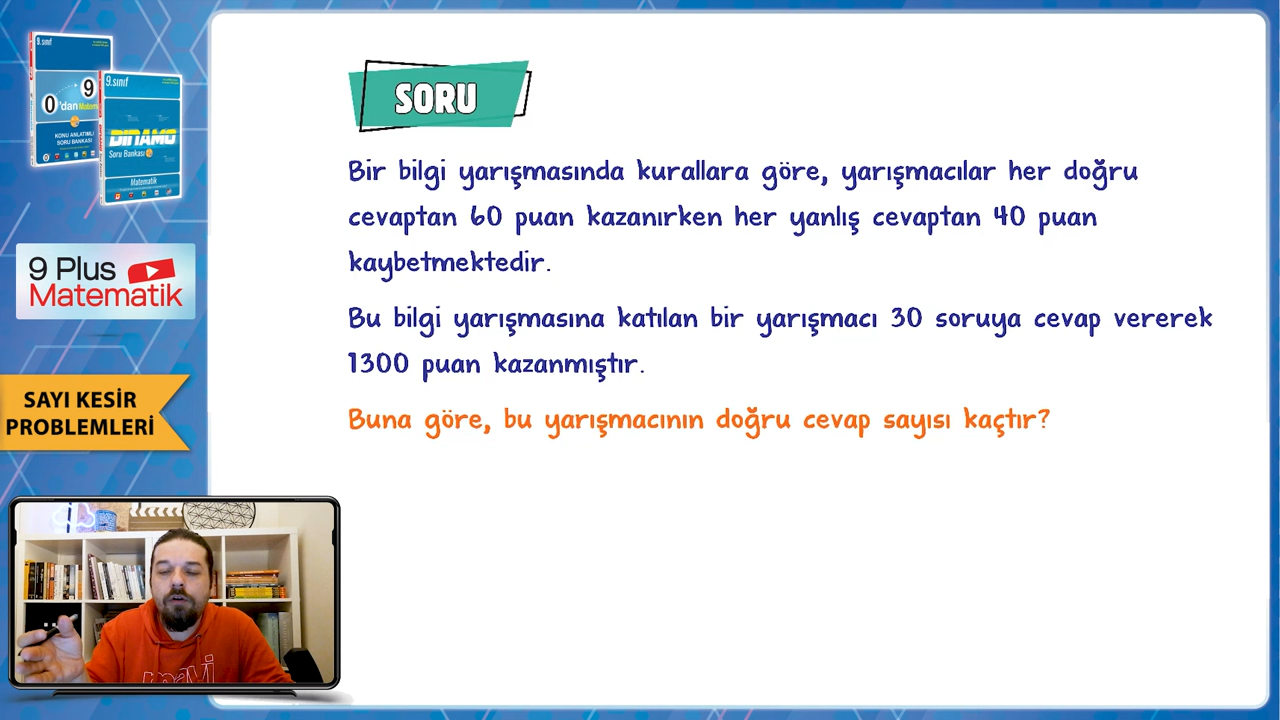 9.sınıf
0'dan 9
Matem
KONU ANLATIMLI
SORU BANKASI
9.sınıf
DİNAMO
Soru Bankası
Matematik
9 Plus
Matematik
SAYI KESİR
PROBLEMLERİ
SORU
Bir bilgi yarışmasında kurallara göre, yarışmacılar her doğru
cevaptan 60 puan kazanırken her yanlış cevaptan 40 puan
kaybetmektedir.
Bu bilgi yarışmasına katılan bir yarışmacı 30 soruya cevap vererek
1300 puan kazanmıştır.
Buna göre, bu yarışmacının doğru cevap sayısı kaçtır?
mavi